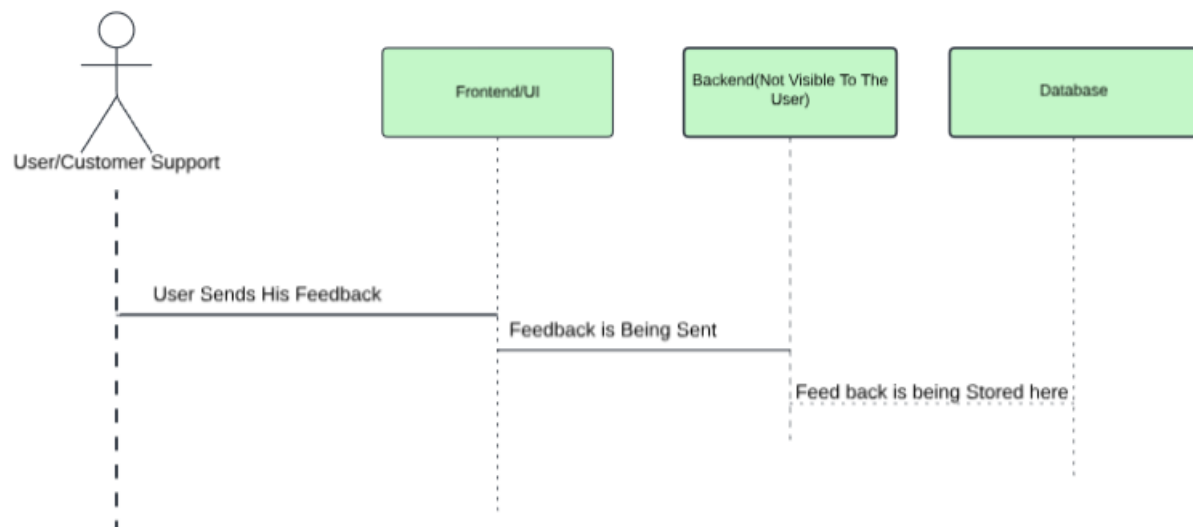 Frontend/UI
Backend(Not Visible To The
User)
Database
User/Customer Support
User Sends His Feedback
Feedback is Being Sent
Feed back is being Stored here